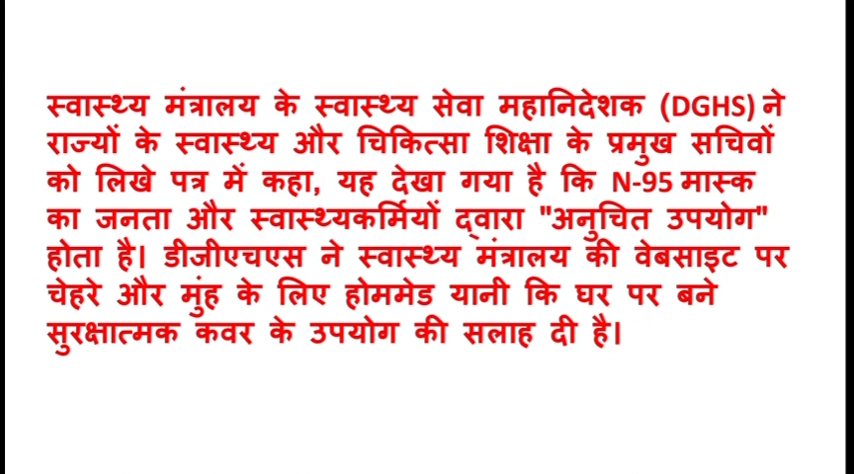 स्वास्थ्य मंत्रालय के स्वास्थ्य सेवा महानिदेशक (DGHS) ने
राज्यों के स्वास्थ्य और चिकित्सा शिक्षा के प्रमुख सचिवों
को लिखे पत्र में कहा, यह देखा गया है कि N-95 मास्क
का जनता और स्वास्थ्यकर्मियों द्वारा "अनुचित उपयोग"
होता है। डीजीएचएस ने स्वास्थ्य मंत्रालय की वेबसाइट पर
चेहरे और मुंह के लिए होममेड यानी कि घर पर बने
सुरक्षात्मक कवर के उपयोग की सलाह दी है।